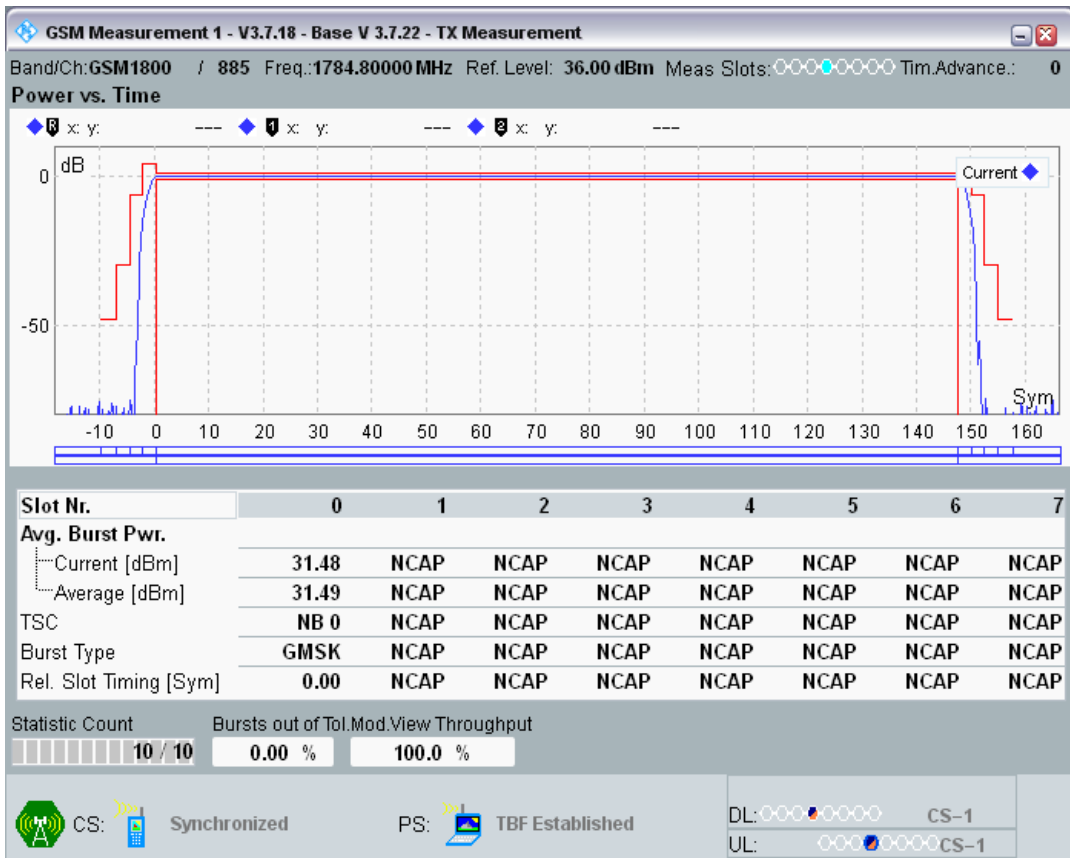 GSM Measurement 1 - V3.7.18 - Base V 3.7.22 - TX Measurement
Band/Ch:GSM1800 / 885 Freq.:1784.80000 MHz Ref. Level: 36.00 dBm Meas Slots: Tim.Advance.: 0
Power vs. Time
R x: y: --- 1 x: y: --- 2 x: y: ---
dB
Current
0
-50
Sym
-10 0 10 20 30 40 50 60 70 80 90 100 110 120 130 140 150 160
Slot Nr. 0 1 2 3 4 5 6 7
Avg. Burst Pwr.
Current [dBm] 31.48 NCAP NCAP NCAP NCAP NCAP NCAP NCAP
Average [dBm] 31.49 NCAP NCAP NCAP NCAP NCAP NCAP NCAP
TSC NB 0 NCAP NCAP NCAP NCAP NCAP NCAP NCAP
Burst Type GMSK NCAP NCAP NCAP NCAP NCAP NCAP NCAP
Rel. Slot Timing [Sym] 0.00 NCAP NCAP NCAP NCAP NCAP NCAP NCAP
Statistic Count Bursts out of Tol.Mod.View Throughput
10 / 10 0.00 % 100.0 %
CS: Synchronized PS: TBF Established
DL: CS-1
UL: CS-1